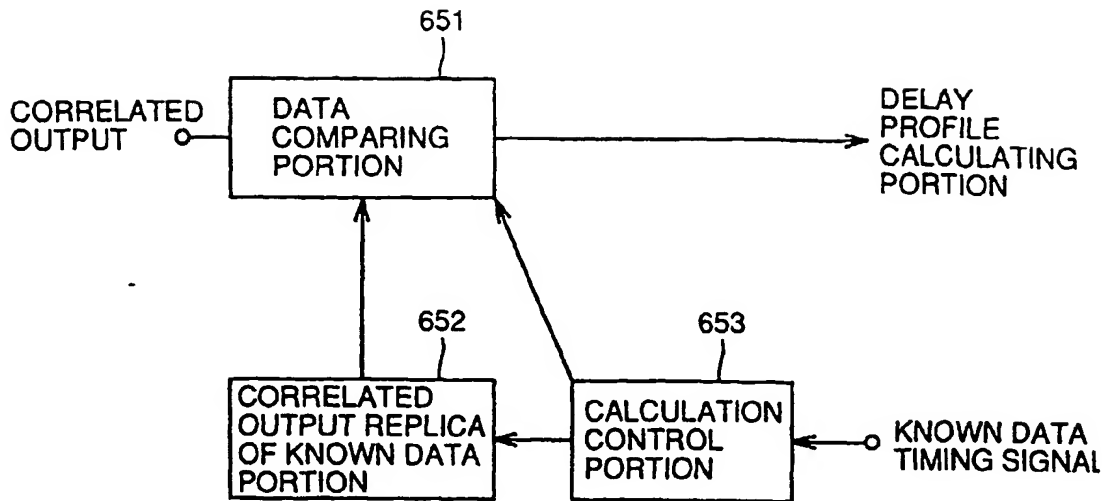 651
CORRELATED
OUTPUT
DATA
COMPARING
PORTION
DELAY
PROFILE
CALCULATING
PORTION
652
653
CORRELATED
OUTPUT REPLICA
OF KNOWN DATA
PORTION
CALCULATION
CONTROL
PORTION
KNOWN DATA
TIMING SIGNAL